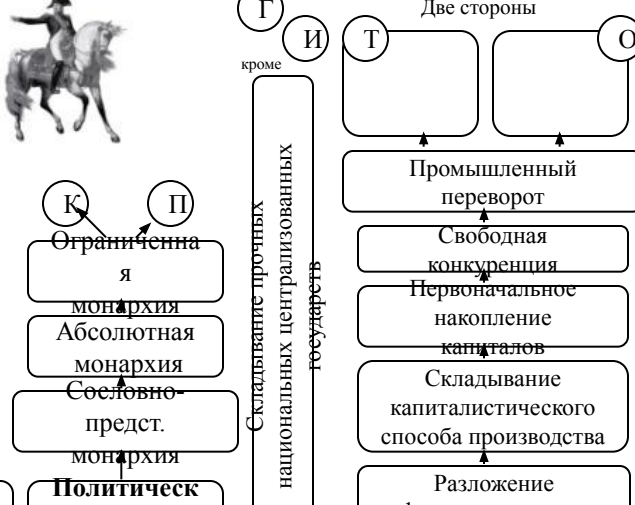 Г
Две стороны
И
Т
О
кроме
Промышленный
переворот
К
П
Ограниченна
я
монархия
Свободная
конкуренция
Первоначальное
накопление
капиталов
Абсолютная
монархия
Складывание прочных
национальных централизованных
государств
Складывание
капиталистического
способа производства
Сословно-
предст.
монархия
Политическ
Разложение